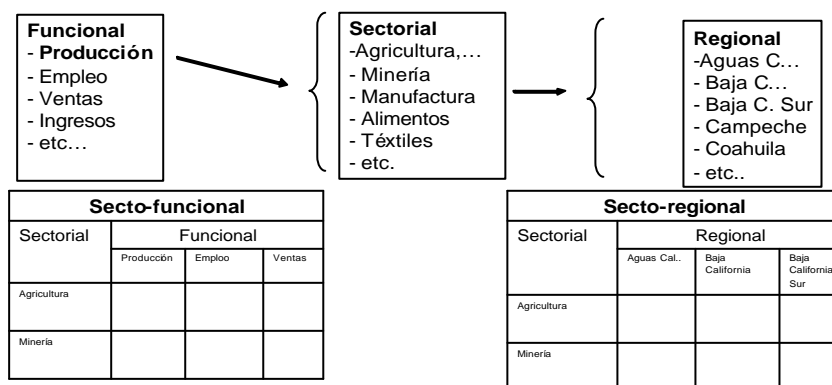 Funcional
- Producción
- Empleo
- Ventas
- Ingresos
- etc...
Sectorial
-Agricultura,...
- Minería
- Manufactura
- Alimentos
- Téxtiles
- etc.
Regional
-Aguas C...
- Baja C...
- Baja C. Sur
- Campeche
- Coahuila
- etc..
Secto-funcional
Sectorial Funcional
Producción Emploo Ventas
Agricultura
Minería
Secto-regional
Sectorial Regional
Aguas Cal.. Baja California Baja California Sur
Agricultura
Minería